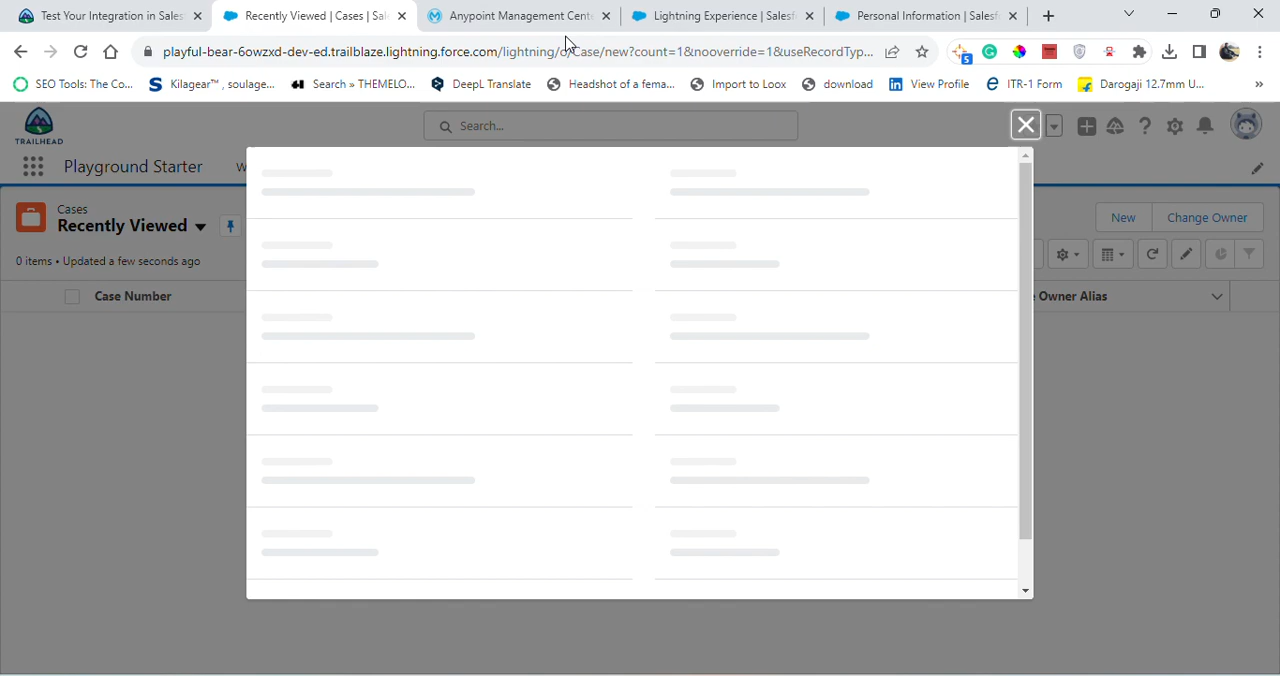 Test Your Integration in Sales
Recently Viewed | Cases | Sal
Anypoint Management Cente
Lightning Experience | Salesf
Personal Information | Salesf
playful-bear-6owzxd-dev-ed.trailblaze.lightning.force.com/lightning/o/Case/new?count=1&nooverride=1&useRecordTyp...
5
SEO Tools: The Co...
Kilagear™, soulage...
Search » THEMELO...
Deepl Translate
Headshot of a fema...
Import to Loox
download
View Profile
ITR-1 Form
Darogaji 12.7mm U...
»
TRAILHEAD
Search...
Playground Starter
W
Cases
Recently Viewed
New
Change Owner
0 items • Updated a few seconds ago
Case Number
Owner Alias